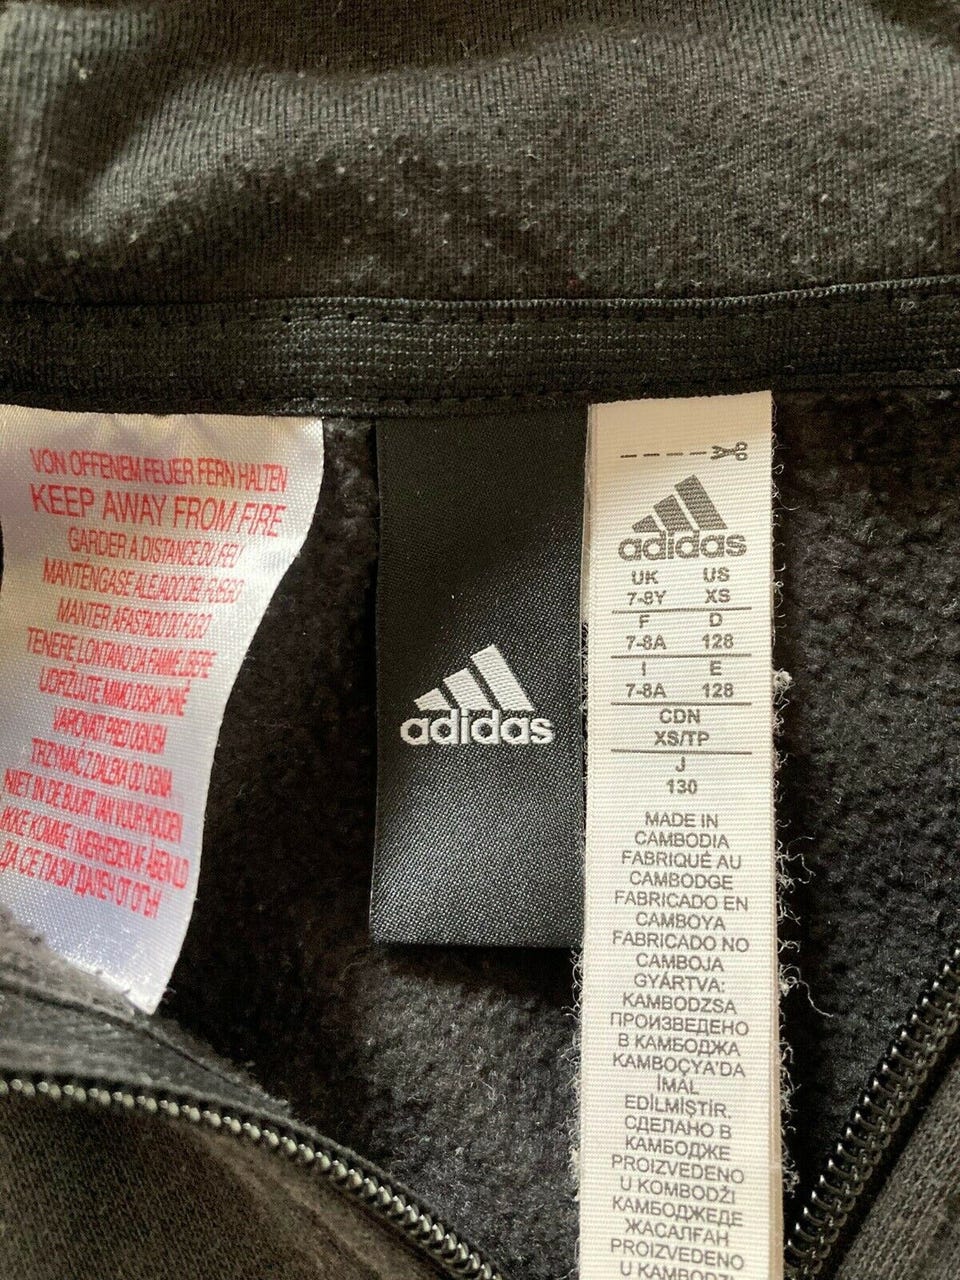 VON OFFENEM FEUER FERN HALTEN
KEEP AWAY FROM FIRE
GARDER A DISTANCE DU FEU
MANTÉNGASE ALEJADO DEL FUEGO
MANTER AFASTADO DO FOGO
TENERE LONTANO DA FIAMME LIBERE
UDRŽUJTE MIMO DOSAH OHNĚ
VAROVATI PRED OGNJEM
TRZYMAĆ Z DALEKA OD OGNIA
NIET IN DE BUURT VAN VUUR HOUDEN
IKKE KOMME I NÆRHEDEN AF ÅBEN ILD
ДА СЕ ПАЗИ ДАЛЕЧ ОТ ОГЪН
adidas
adidas
UK US
7-8Y XS
F D
7-8A 128
I E
7-8A 128
CDN
XS/TP
J
130
MADE IN
CAMBODIA
FABRIQUÉ AU
CAMBODGE
FABRICADO EN
CAMBOYA
FABRICADO NO
CAMBOJA
GYÁRTVA:
KAMBODZSA
ПРОИЗВЕДЕНО
В КАМБОДЖА
KAMBOÇYA'DA
İMAL
EDİLMİŞTİR.
СДЕЛАНО В
КАМБОДЖЕ
PROIZVEDENO
U KOMBODŽI
КАМБОДЖЕДЕ
ЖАСАЛҒАН
PROIZVEDENO
U KAMBODŽI